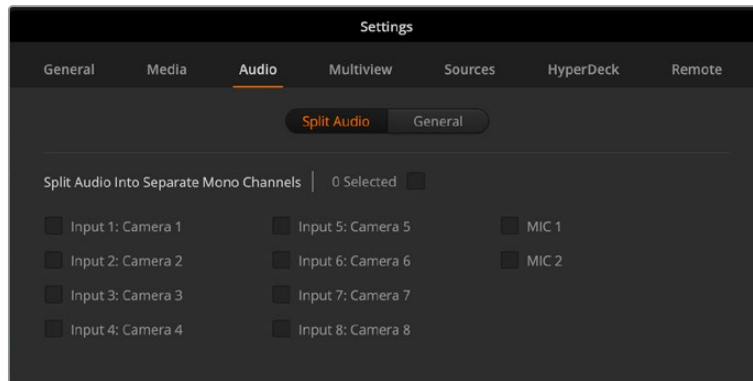 Settings
General Media Audio Multiview Sources HyperDeck Remote
Split Audio General
Split Audio Into Separate Mono Channels | 0 Selected
Input 1: Camera 1 Input 5: Camera 5 MIC 1
Input 2: Camera 2 Input 6: Camera 6 MIC 2
Input 3: Camera 3 Input 7: Camera 7
Input 4: Camera 4 Input 8: Camera 8